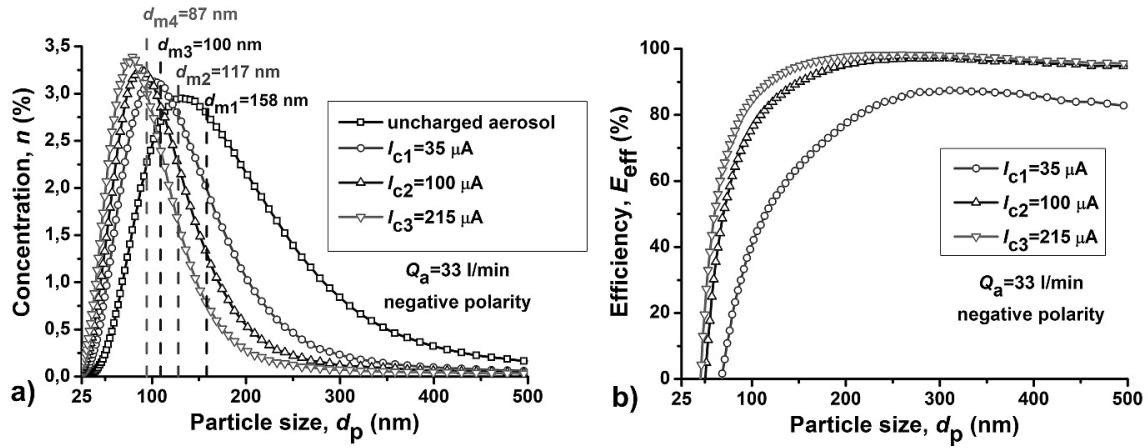 dm4=87 nm
dm3=100 nm
dm2=117 nm
dm1=158 nm
Concentration, n (%)
3,5
3,0
2,5
2,0
1,5
1,0
0,5
0,0
25 100 200 300 400 500
Particle size, dp (nm)
uncharged aerosol
Ic1=35 µA
Ic2=100 µA
Ic3=215 µA
Qa=33 l/min
negative polarity
a)
Efficiency, Eeff (%)
100
80
60
40
20
0
25 100 200 300 400 500
Particle size, dp (nm)
Ic1=35 µA
Ic2=100 µA
Ic3=215 µA
Qa=33 l/min
negative polarity
b)